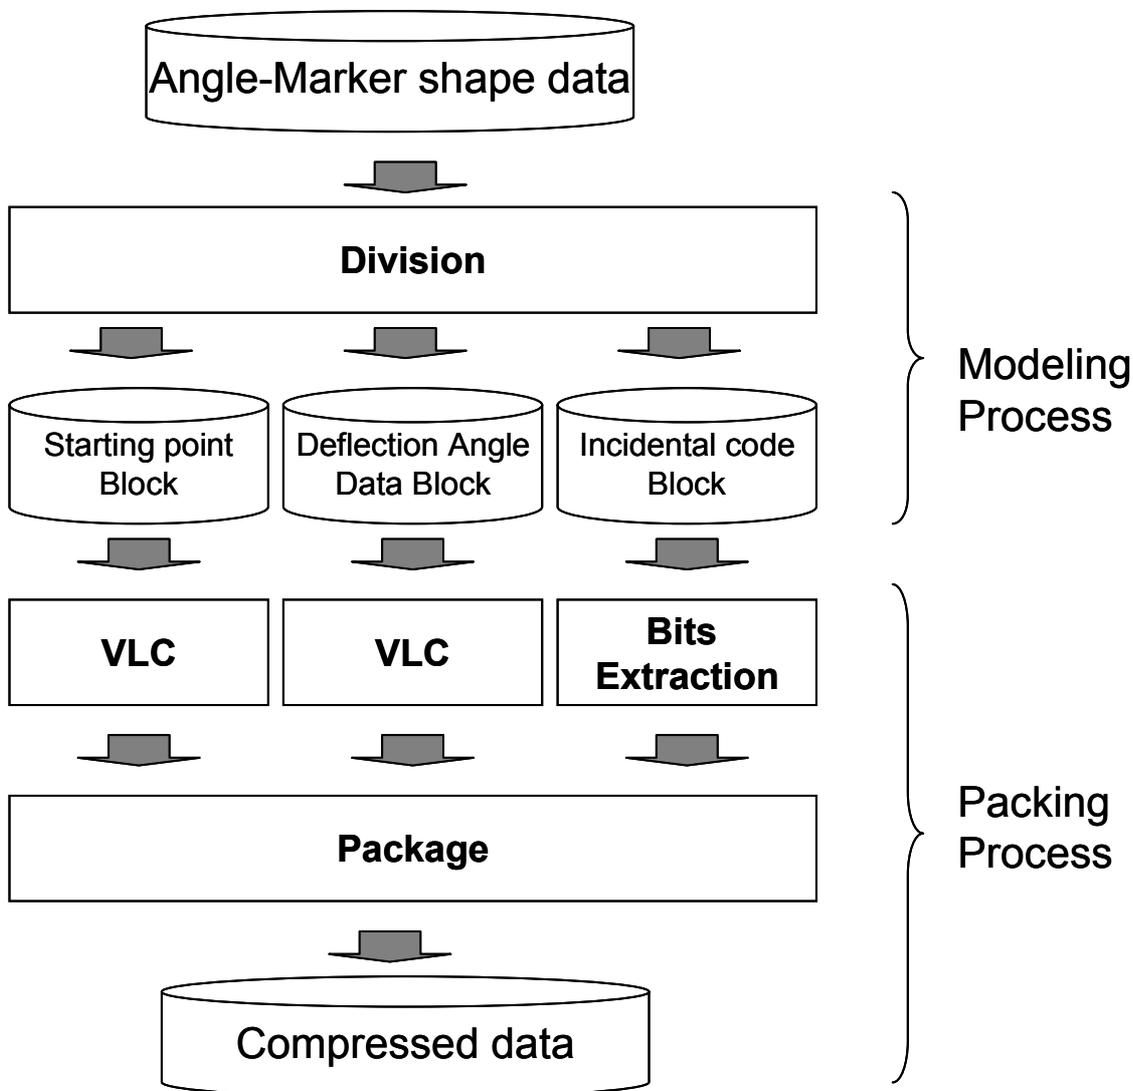 Angle-Marker shape data
Division
Modeling
Process
Starting point
Block
Deflection Angle
Data Block
Incidental code
Block
VLC
VLC
Bits
Extraction
Packing
Process
Package
Compressed data